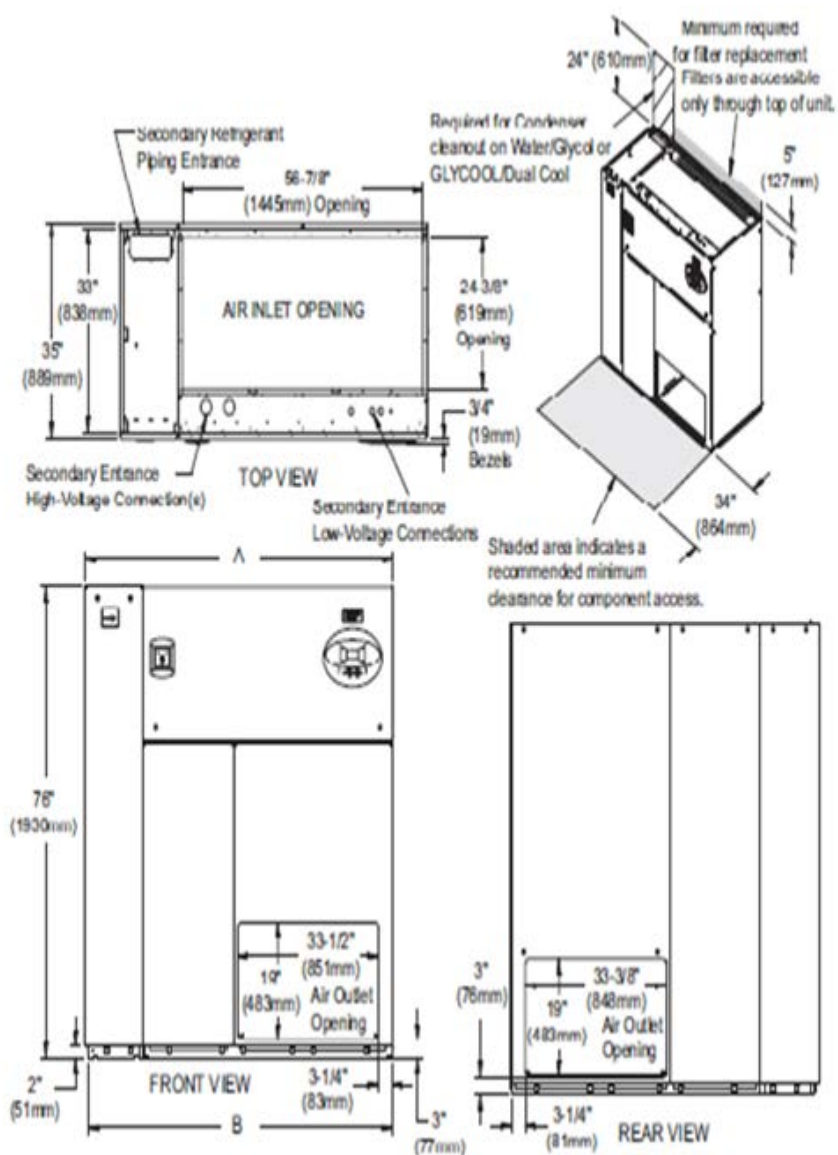 24" (610mm)
Minimum required
for filter replacement
Filters are accessible
only through top of unit.
Required for Condenser
cleanout on Water/Glycol or
GLYCOOL/Dual Cool
5"
(127mm)
Secondary Refrigerant
Piping Entrance
56-7/8"
(1445mm) Opening
33"
(838mm)
35"
(889mm)
AIR INLET OPENING
24-3/8"
(619mm)
Opening
3/4"
(19mm)
Bezels
Secondary Entrance
High-Voltage Connection(s)
TOP VIEW
Secondary Entrance
Low-Voltage Connections
34"
(864mm)
Shaded area indicates a
recommended minimum
clearance for component access.
A
76"
(1930mm)
33-1/2"
(851mm)
19"
(483mm)
Air Outlet
Opening
2"
(51mm)
FRONT VIEW
3-1/4"
(83mm)
B
3"
(77mm)
3"
(76mm)
33-3/8"
(848mm)
19"
(483mm)
Air Outlet
Opening
3-1/4"
(81mm)
REAR VIEW